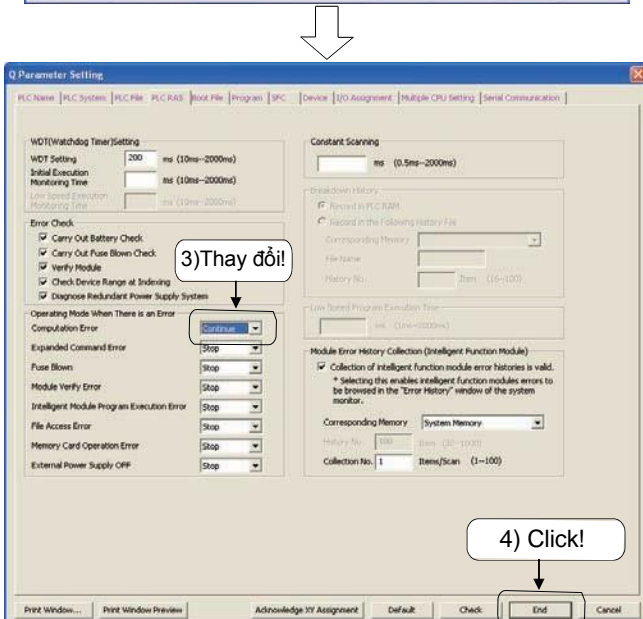 Q Parameter Setting
PLC Name PLC System PLC File PLC RAS Boot File Program SFC Device I/O Assignment Multiple CPU Setting Serial Communication
WDT(Watchdog Timer)Setting
WDT Setting 200 ms (10ms--2000ms)
Initial Execution
Monitoring Time ms (10ms--2000ms)
Low Speed Execution
Monitoring Time ms (10ms--2000ms)
Error Check
Carry Out Battery Check
Carry Out Fuse Blown Check
Verify Module
Check Device Range at Indexing
Diagnose Redundant Power Supply System
3)Thay đổi!
Operating Mode When There is an Error
Computation Error Continue
Expanded Command Error Stop
Fuse Blown Stop
Module Verify Error Stop
Intelligent Module Program Execution Error Stop
File Access Error Stop
Memory Card Operation Error Stop
External Power Supply OFF Stop
Constant Scanning
ms (0.5ms--2000ms)
Breakdown History
Record in PLC RAM
Record in the Following History File
Corresponding Memory
File Name
History No. Item (16--100)
Low Speed Program Execution Time
ms (1ms--2000ms)
Module Error History Collection (Intelligent Function Module)
Collection of intelligent function module error histories is valid.
* Selecting this enables intelligent function modules errors to
be browsed in the "Error History" window of the system
monitor.
Corresponding Memory System Memory
History No. 100 Item (32--1000)
Collection No. 1 Items/Scan (1--100)
4) Click!
Print Window... Print Window Preview Acknowledge XY Assignment Default Check End Cancel